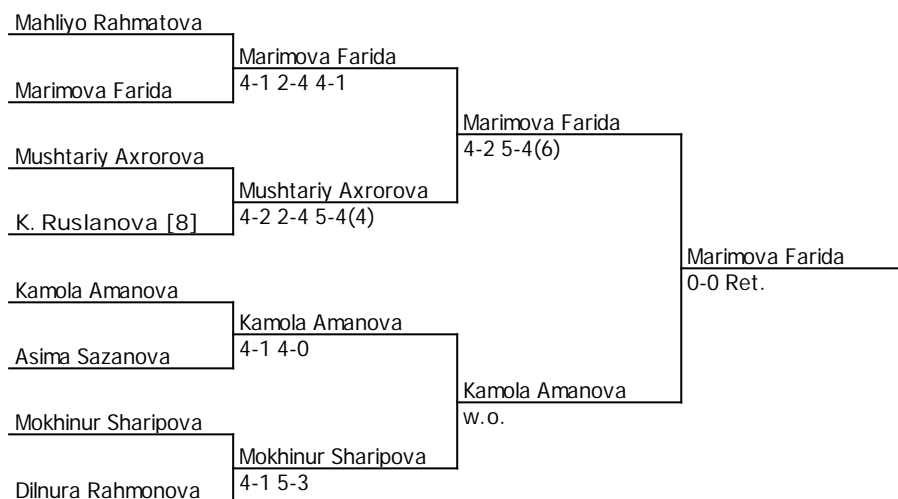 Mahliyo Rahmatova
Marimova Farida
4-1 2-4 4-1
Marimova Farida
Marimova Farida
4-2 5-4(6)
Mushtariy Axrorova
Mushtariy Axrorova
4-2 2-4 5-4(4)
K. Ruslanova [8]
Marimova Farida
0-0 Ret.
Kamola Amanova
Kamola Amanova
4-1 4-0
Asima Sazanova
Kamola Amanova
w.o.
Mokhinur Sharipova
Mokhinur Sharipova
4-1 5-3
Dilnura Rahmonova